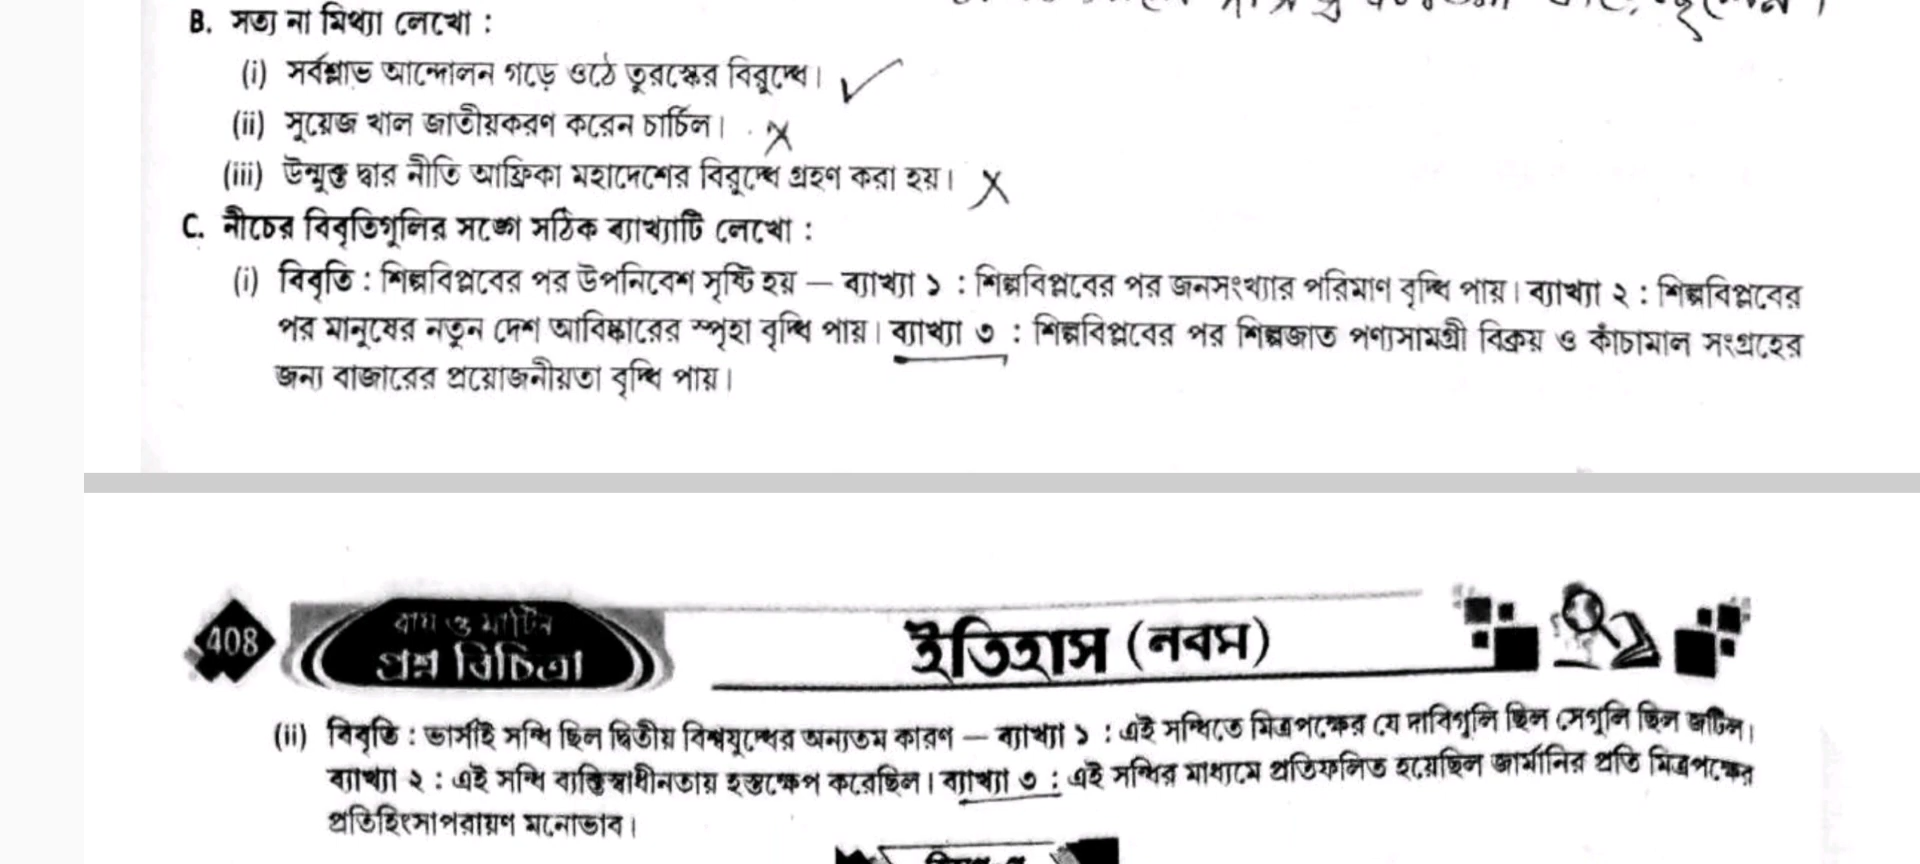 B. সত্য না মিথ্যা লেখো :
(i) সর্বশ্লাভ আন্দোলন গড়ে ওঠে তুরস্কের বিরুদ্ধে।
(ii) সুয়েজ খাল জাতীয়করণ করেন চার্চিল।
(iii) উন্মুক্ত দ্বার নীতি আফ্রিকা মহাদেশের বিরুদ্ধে গ্রহণ করা হয়।
C. নীচের বিবৃতিগুলির সঙ্গে সঠিক ব্যাখ্যাটি লেখো :
(i) বিবৃতি : শিল্পবিপ্লবের পর উপনিবেশ সৃষ্টি হয় — ব্যাখ্যা ১ : শিল্পবিপ্লবের পর জনসংখ্যার পরিমাণ বৃদ্ধি পায়। ব্যাখ্যা ২ : শিল্পবিপ্লবের
পর মানুষের নতুন দেশ আবিষ্কারের স্পৃহা বৃদ্ধি পায়। ব্যাখ্যা ৩ : শিল্পবিপ্লবের পর শিল্পজাত পণ্যসামগ্রী বিক্রয় ও কাঁচামাল সংগ্রহের
জন্য বাজারের প্রয়োজনীয়তা বৃদ্ধি পায়।
408
রায় ও মার্টিন
প্রশ্ন বিচিত্রা
ইতিহাস (নবম)
(ii) বিবৃতি : ভার্সাই সন্ধি ছিল দ্বিতীয় বিশ্বযুদ্ধের অন্যতম কারণ — ব্যাখ্যা ১ : এই সন্ধিতে মিত্রপক্ষের যে দাবিগুলি ছিল সেগুলি ছিল জটিল।
ব্যাখ্যা ২ : এই সন্ধি ব্যক্তিস্বাধীনতায় হস্তক্ষেপ করেছিল। ব্যাখ্যা ৩ : এই সন্ধির মাধ্যমে প্রতিফলিত হয়েছিল জার্মানির প্রতি মিত্রপক্ষের
প্রতিহিংসাপরায়ণ মনোভাব।